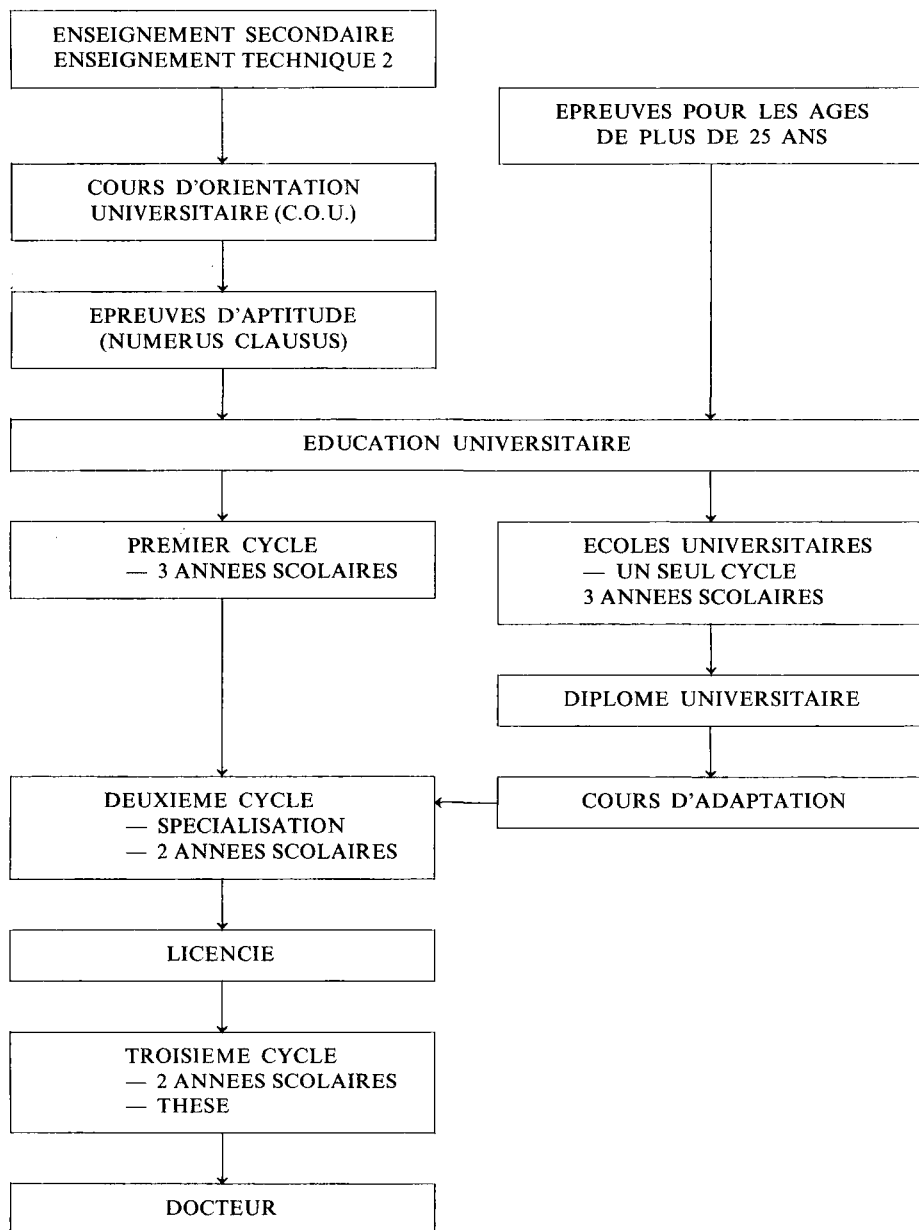 ENSEIGNEMENT SECONDAIRE
ENSEIGNEMENT TECHNIQUE 2
EPREUVES POUR LES AGES
DE PLUS DE 25 ANS
COURS D'ORIENTATION
UNIVERSITAIRE (C.O.U.)
EPREUVES D'APTITUDE
(NUMERUS CLAUSUS)
EDUCATION UNIVERSITAIRE
PREMIER CYCLE
— 3 ANNEES SCOLAIRES
ECOLES UNIVERSITAIRES
— UN SEUL CYCLE
3 ANNEES SCOLAIRES
DIPLOME UNIVERSITAIRE
DEUXIEME CYCLE
— SPECIALISATION
— 2 ANNEES SCOLAIRES
COURS D'ADAPTATION
LICENCIE
TROISIEME CYCLE
— 2 ANNEES SCOLAIRES
— THESE
DOCTEUR